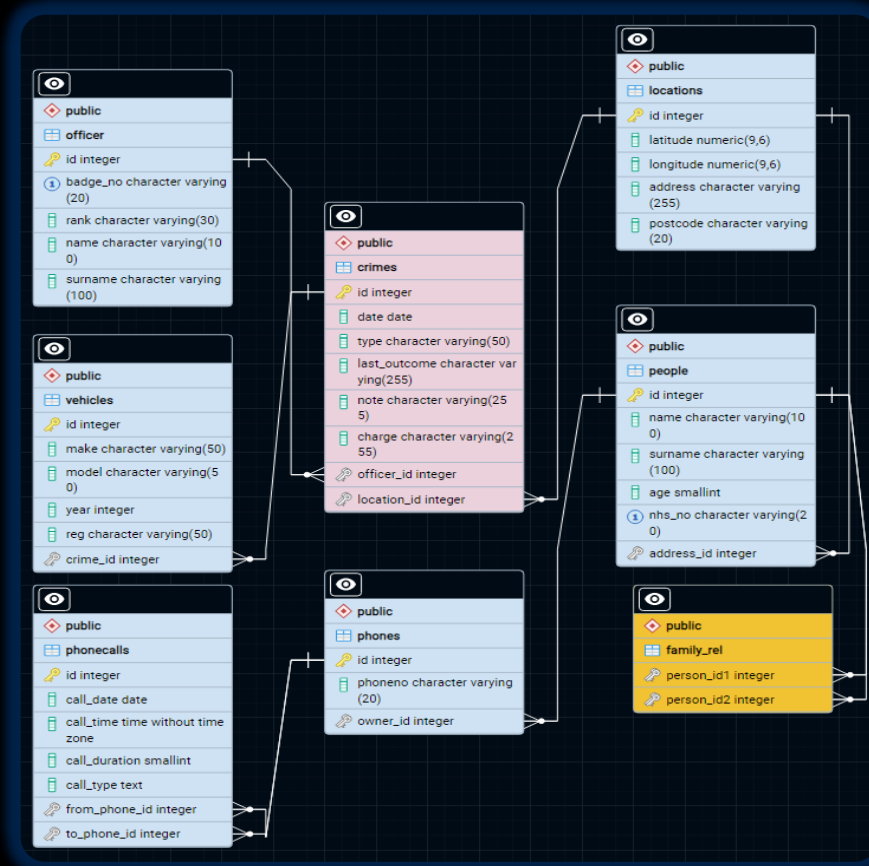 public
officer
id integer
badge_no character varying
(20)
rank character varying(30)
name character varying(10
0)
surname character varying
(100)
public
vehicles
id integer
make character varying(50)
model character varying(5
0)
year integer
reg character varying(50)
crime_id integer
public
phonecalls
id integer
call_date date
call_time time without time
zone
call_duration smallint
call_type text
from_phone_id integer
to_phone_id integer
public
crimes
id integer
date date
type character varying(50)
last_outcome character var
ying(255)
note character varying(25
5)
charge character varying(2
55)
officer_id integer
location_id integer
public
phones
id integer
phoneno character varying
(20)
owner_id integer
public
locations
id integer
latitude numeric(9,6)
longitude numeric(9,6)
address character varying
(255)
postcode character varying
(20)
public
people
id integer
name character varying(10
0)
surname character varying
(100)
age smallint
nhs_no character varying(2
0)
address_id integer
public
family_rel
person_id1 integer
person_id2 integer